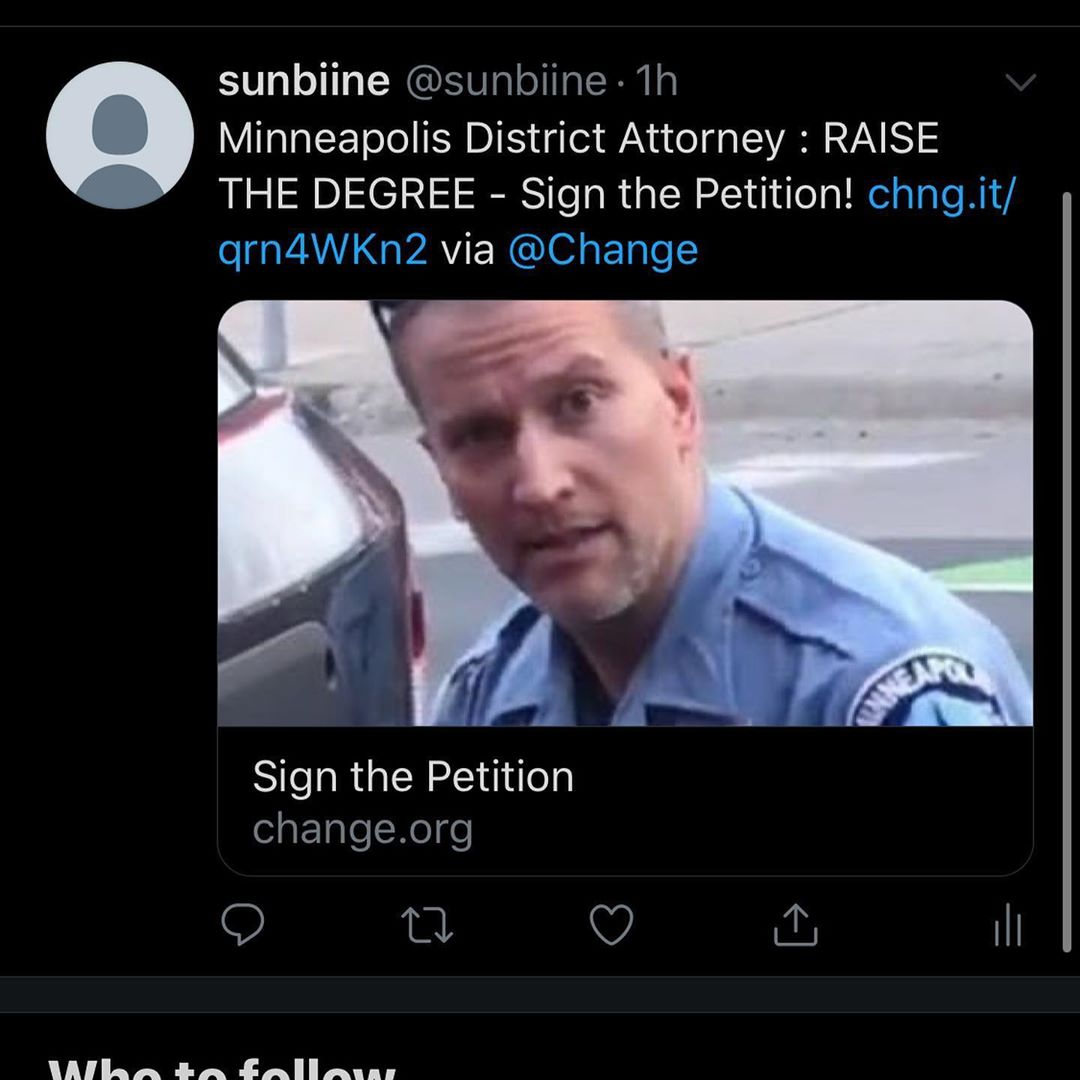 sunbiine @sunbiine · 1h
Minneapolis District Attorney : RAISE
THE DEGREE - Sign the Petition! chng.it/
qrn4WKn2 via @Change
Sign the Petition
change.org
Who to follow